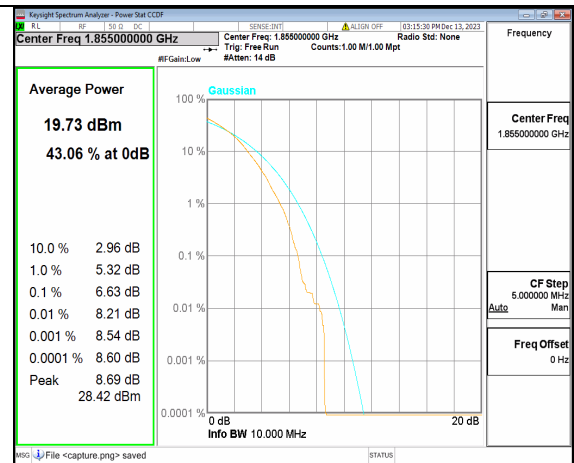 Keysight Spectrum Analyzer - Power Stat CCDF
RL RF 50 Ω DC SENSE:INT ALIGN OFF 03:15:30 PM Dec 13, 2023
Center Freq 1.855000000 GHz
Center Freq: 1.855000000 GHz Radio Std: None
Trig: Free Run Counts:1.00 M/1.00 Mpt
#IFGain:Low #Atten: 14 dB
Frequency
Average Power
19.73 dBm
43.06 % at 0dB
10.0 % 2.96 dB
1.0 % 5.32 dB
0.1 % 6.63 dB
0.01 % 8.21 dB
0.001 % 8.54 dB
0.0001 % 8.60 dB
Peak 8.69 dB
28.42 dBm
Gaussian
100 %
10 %
1 %
0.1 %
0.01 %
0.001 %
0.0001 %
0 dB 20 dB
Info BW 10.000 MHz
Center Freq
1.855000000 GHz
CF Step
5.000000 MHz
Auto Man
Freq Offset
0 Hz
MSG File <capture.png> saved STATUS